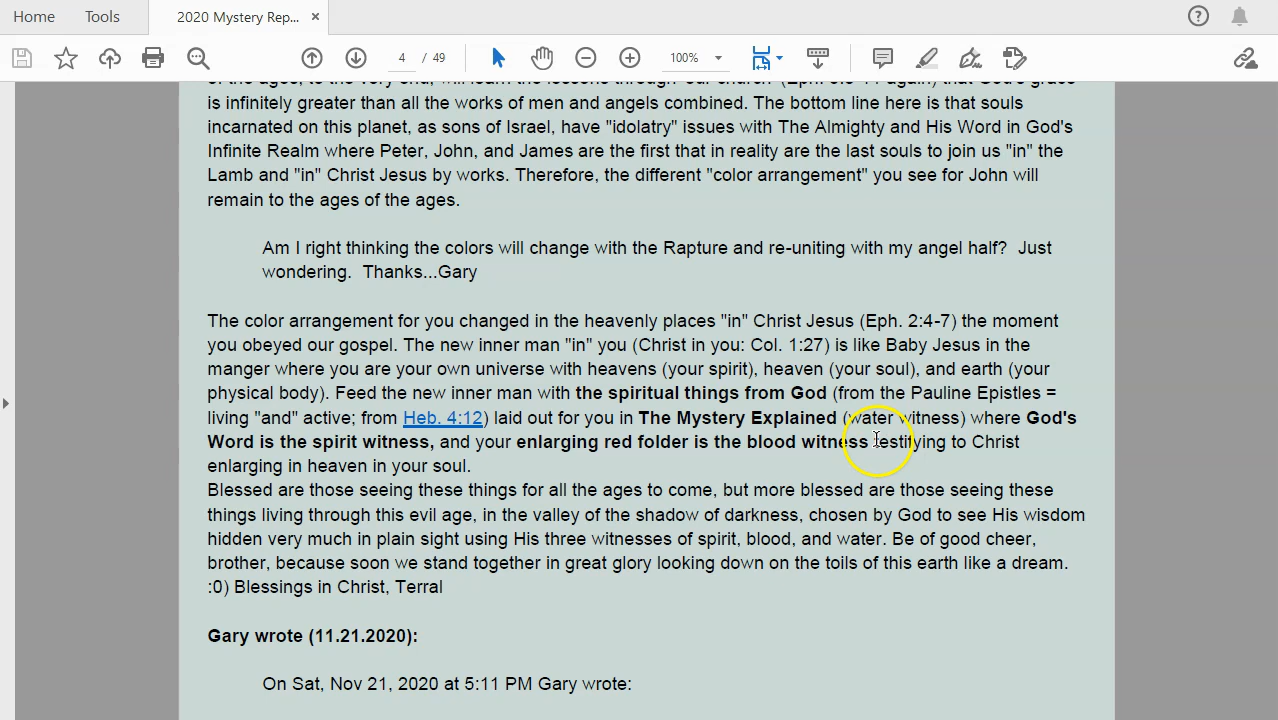 Home Tools 2020 Mystery Rep... ×
4 / 49 100%
is infinitely greater than all the works of men and angels combined. The bottom line here is that souls
incarnated on this planet, as sons of Israel, have "idolatry" issues with The Almighty and His Word in God's
Infinite Realm where Peter, John, and James are the first that in reality are the last souls to join us "in" the
Lamb and "in" Christ Jesus by works. Therefore, the different "color arrangement" you see for John will
remain to the ages of the ages.
Am I right thinking the colors will change with the Rapture and re-uniting with my angel half? Just
wondering. Thanks...Gary
The color arrangement for you changed in the heavenly places "in" Christ Jesus (Eph. 2:4-7) the moment
you obeyed our gospel. The new inner man "in" you (Christ in you: Col. 1:27) is like Baby Jesus in the
manger where you are your own universe with heavens (your spirit), heaven (your soul), and earth (your
physical body). Feed the new inner man with the spiritual things from God (from the Pauline Epistles =
living "and" active; from Heb. 4:12) laid out for you in The Mystery Explained (water witness) where God's
Word is the spirit witness, and your enlarging red folder is the blood witness testifying to Christ
enlarging in heaven in your soul.
Blessed are those seeing these things for all the ages to come, but more blessed are those seeing these
things living through this evil age, in the valley of the shadow of darkness, chosen by God to see His wisdom
hidden very much in plain sight using His three witnesses of spirit, blood, and water. Be of good cheer,
brother, because soon we stand together in great glory looking down on the toils of this earth like a dream.
:0) Blessings in Christ, Terral
Gary wrote (11.21.2020):
On Sat, Nov 21, 2020 at 5:11 PM Gary wrote: